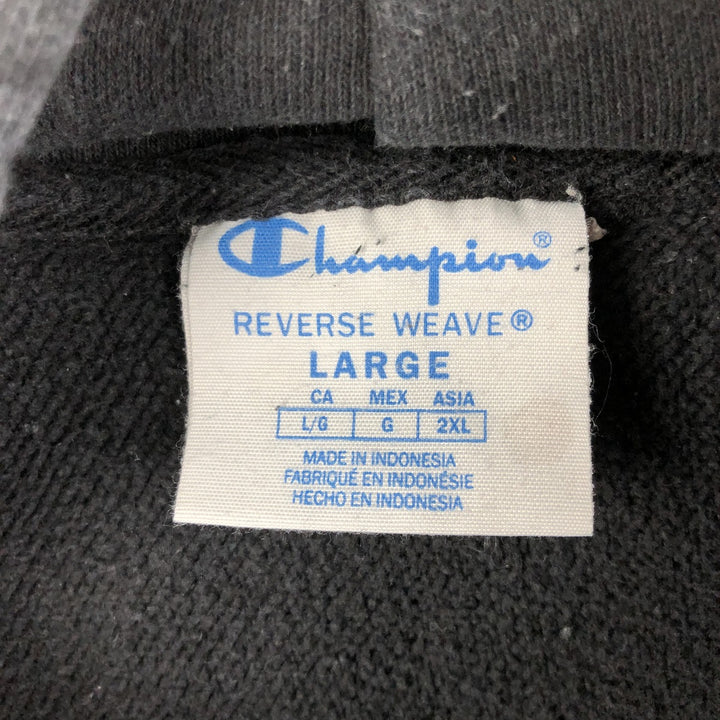 Champion®
REVERSE WEAVE®
LARGE
CA MEX ASIA
L/G G 2XL
MADE IN INDONESIA
FABRIQUÉ EN INDONÉSIE
HECHO EN INDONESIA